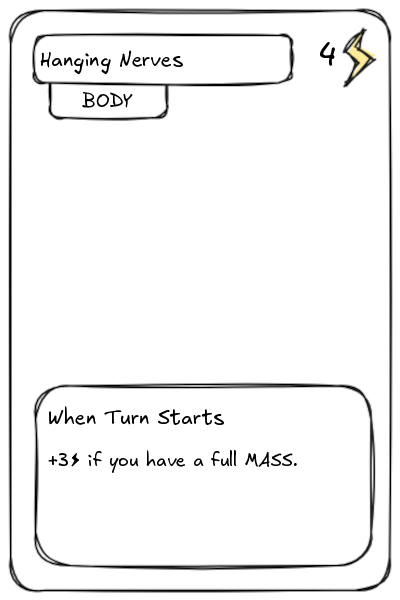 Hanging Nerves
4⚡
BODY
When Turn Starts
+3⚡ if you have a full MASS.